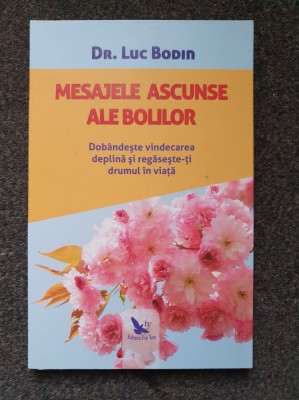 Dr. Luc Bodin
MESAJELE ASCUNSE
ALE BOLILOR
Dobândește vindecarea
deplină și regăsește-ți
drumul în viață